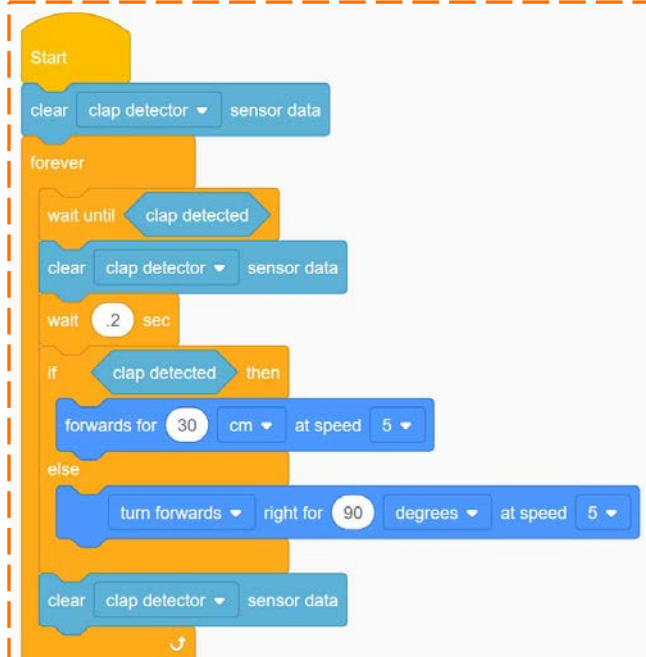 Start
clear clap detector sensor data
forever
wait until clap detected
clear clap detector sensor data
wait .2 sec
if clap detected then
forwards for 30 cm at speed 5
else
turn forwards right for 90 degrees at speed 5
clear clap detector sensor data